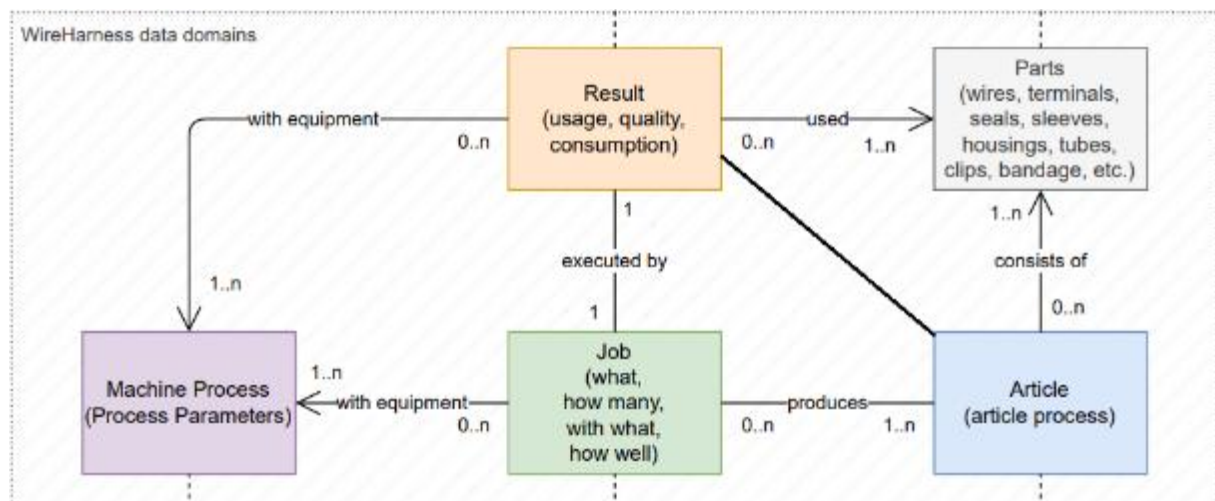 WireHarness data domains
Result
(usage, quality,
consumption)
Parts
(wires, terminals,
seals, sleeves,
housings, tubes,
clips, bandage, etc.)
with equipment
0..n
0..n
used
1..n
1
1..n
executed by
consists of
1..n
1
0..n
Machine Process
(Process Parameters)
1..n
with equipment
0..n
Job
(what,
how many,
with what,
how well)
produces
0..n
1..n
Article
(article process)